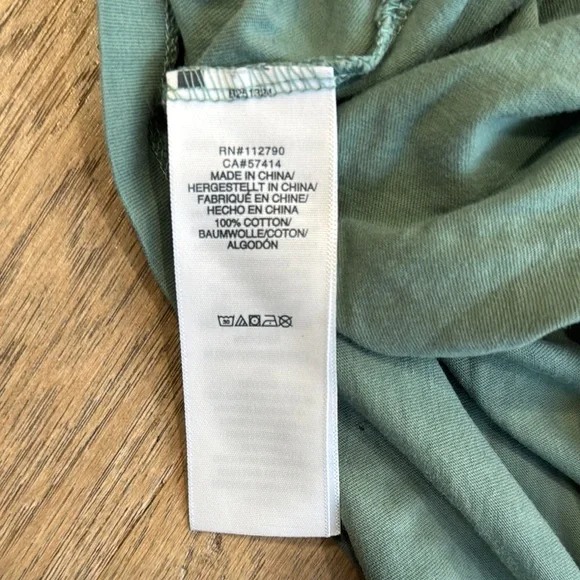 RN#112790
CA#57414
MADE IN CHINA/
HERGESTELLT IN CHINA/
FABRIQUÉ EN CHINE/
HECHO EN CHINA
100% COTTON/
BAUMWOLLE/COTON/
ALGODÓN
30